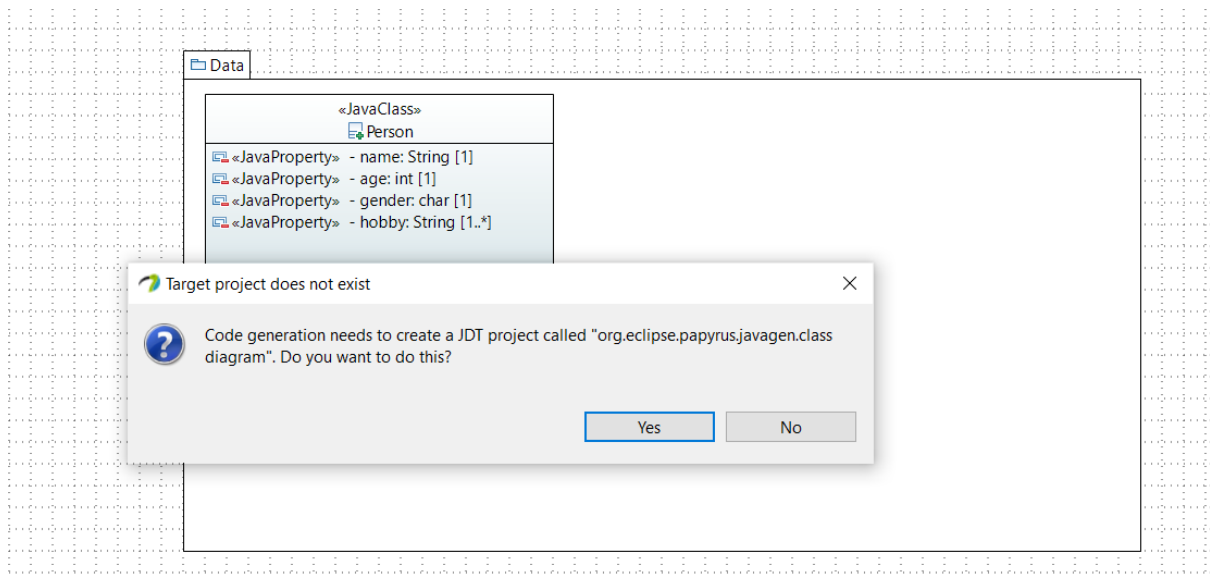 Data
«JavaClass»
Person
«JavaProperty» - name: String [1]
«JavaProperty» - age: int [1]
«JavaProperty» - gender: char [1]
«JavaProperty» - hobby: String [1..*]
Target project does not exist
Code generation needs to create a JDT project called "org.eclipse.papyrus.javagen.class
diagram". Do you want to do this?
Yes No